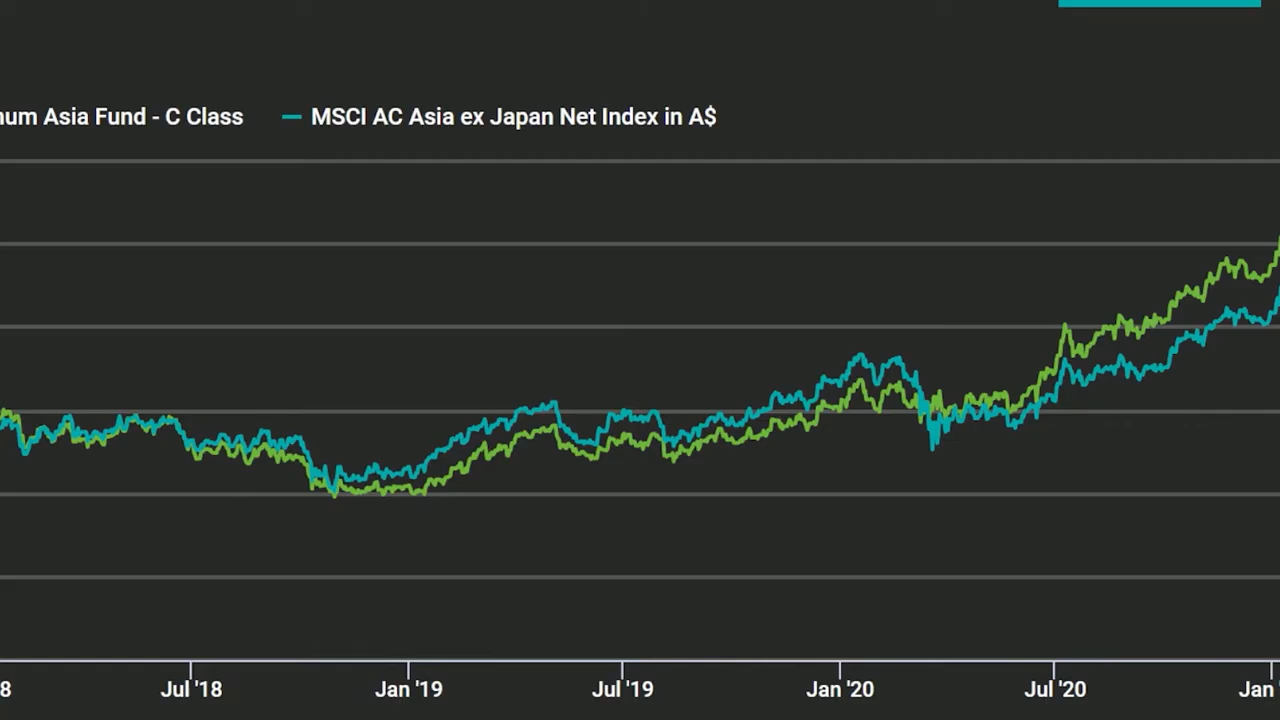 Asia Fund - C Class MSCI AC Asia ex Japan Net Index in A$
Jul '18 Jan '19 Jul '19 Jan '20 Jul '20 Jan